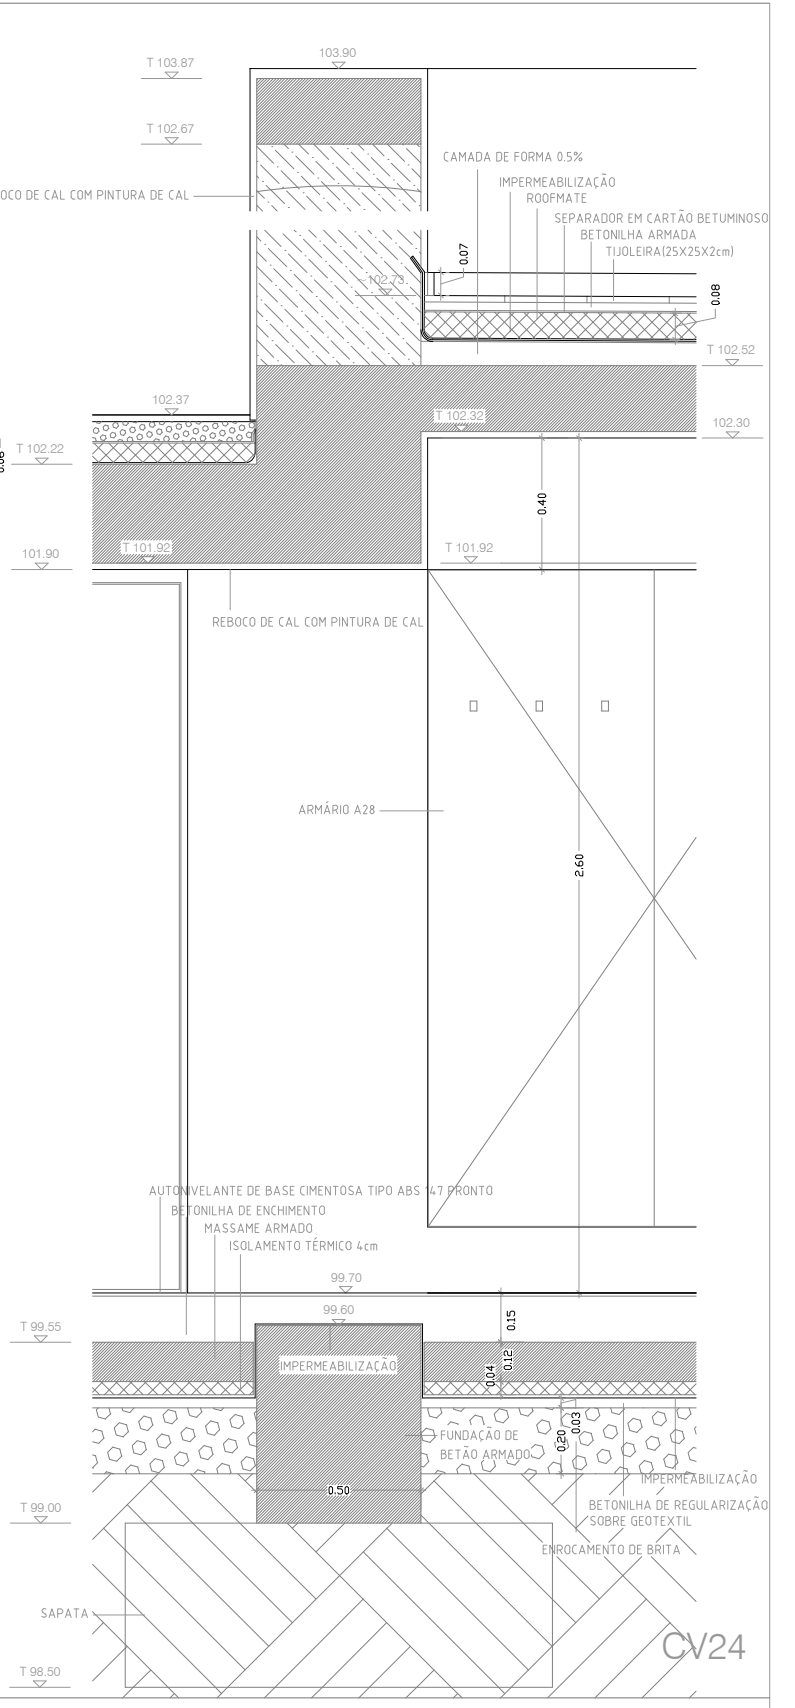 103.90
T 103.87
T 102.67
CAMADA DE FORMA 0.5%
IMPERMEABILIZAÇÃO
ROOFMATE
OCO DE CAL COM PINTURA DE CAL
SEPARADOR EM CARTÃO BETUMINOSO
BETONILHA ARMADA
TIJOLEIRA(25X25X2cm)
0.07
102.73
0.08
T 102.52
102.37
T 102.32
102.30
T 102.22
0.40
T 101.92
T 101.92
101.90
REBOCO DE CAL COM PINTURA DE CAL
ARMÁRIO A28
2.60
AUTONIVELANTE DE BASE CIMENTOSA TIPO ABS 147 PRONTO
BETONILHA DE ENCHIMENTO
MASSAME ARMADO
ISOLAMENTO TÉRMICO 4cm
99.70
99.60
0.15
T 99.55
0.12
0.04
IMPERMEABILIZAÇÃO
0.03
0.20
FUNDAÇÃO DE
BETÃO ARMADO
IMPERMEABILIZAÇÃO
0.50
BETONILHA DE REGULARIZAÇÃO
SOBRE GEOTEXTIL
T 99.00
ENROCAMENTO DE BRITA
SAPATA
CV24
T 98.50